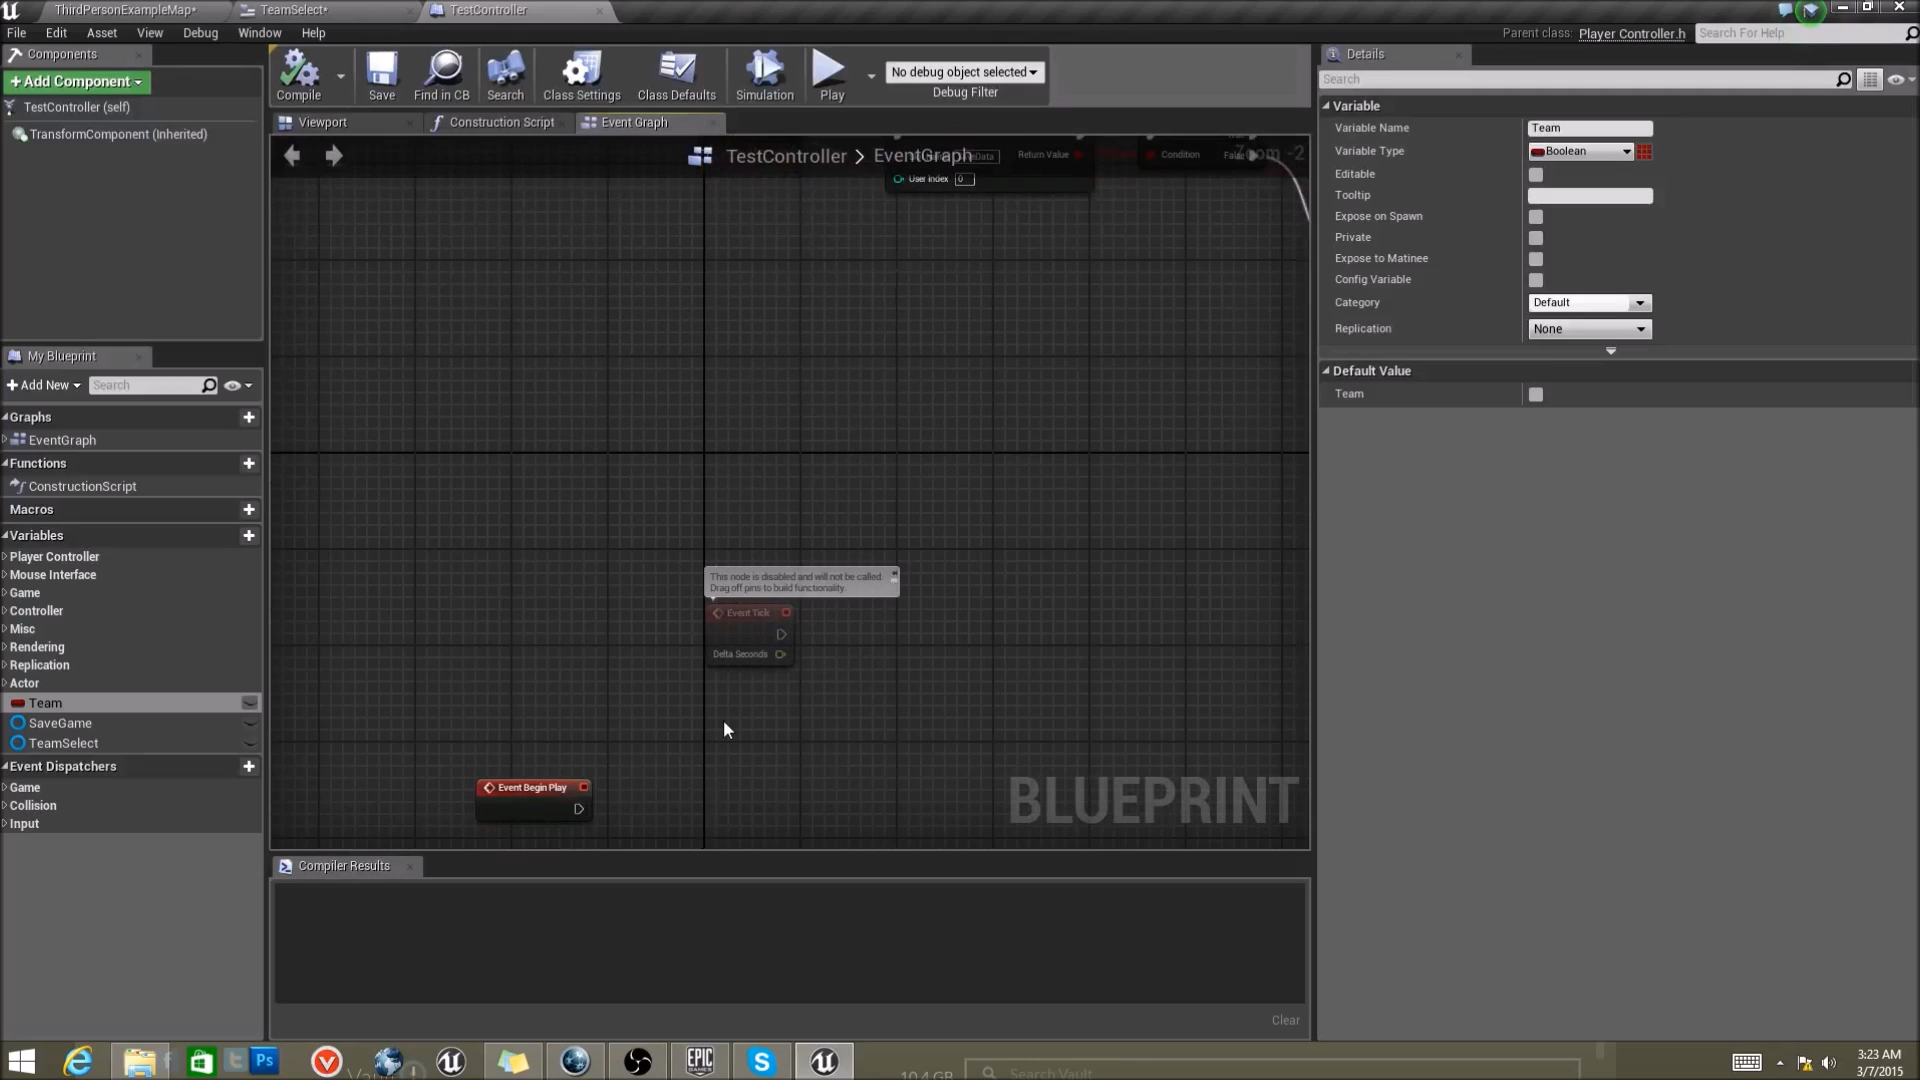 ThirdPersonExampleMap*
TeamSelect*
TestController
File Edit Asset View Debug Window Help
Parent class: Player Controller.h
Search For Help
Components
+Add Component
TestController (self)
TransformComponent (Inherited)
Compile
Save
Find in CB
Search
Class Settings
Class Defaults
Simulation
Play
No debug object selected
Debug Filter
Viewport
Construction Script
Event Graph
TestController > EventGraph
Zoom -2
Return Value
Condition
User Index 0
This node is disabled and will not be called.
Drag off pins to build functionality.
Event Tick
Delta Seconds
Event Begin Play
BLUEPRINT
My Blueprint
+Add New
Search
Graphs
EventGraph
Functions
ConstructionScript
Macros
Variables
Player Controller
Mouse Interface
Game
Controller
Misc
Rendering
Replication
Actor
Team
SaveGame
TeamSelect
Event Dispatchers
Game
Collision
Input
Compiler Results
Clear
Details
Search
Variable
Variable Name Team
Variable Type Boolean
Editable
Tooltip
Expose on Spawn
Private
Expose to Matinee
Config Variable
Category Default
Replication None
Default Value
Team
Ps
EPIC GAMES
10.4 GB
Search Vault
3:23 AM
3/7/2015